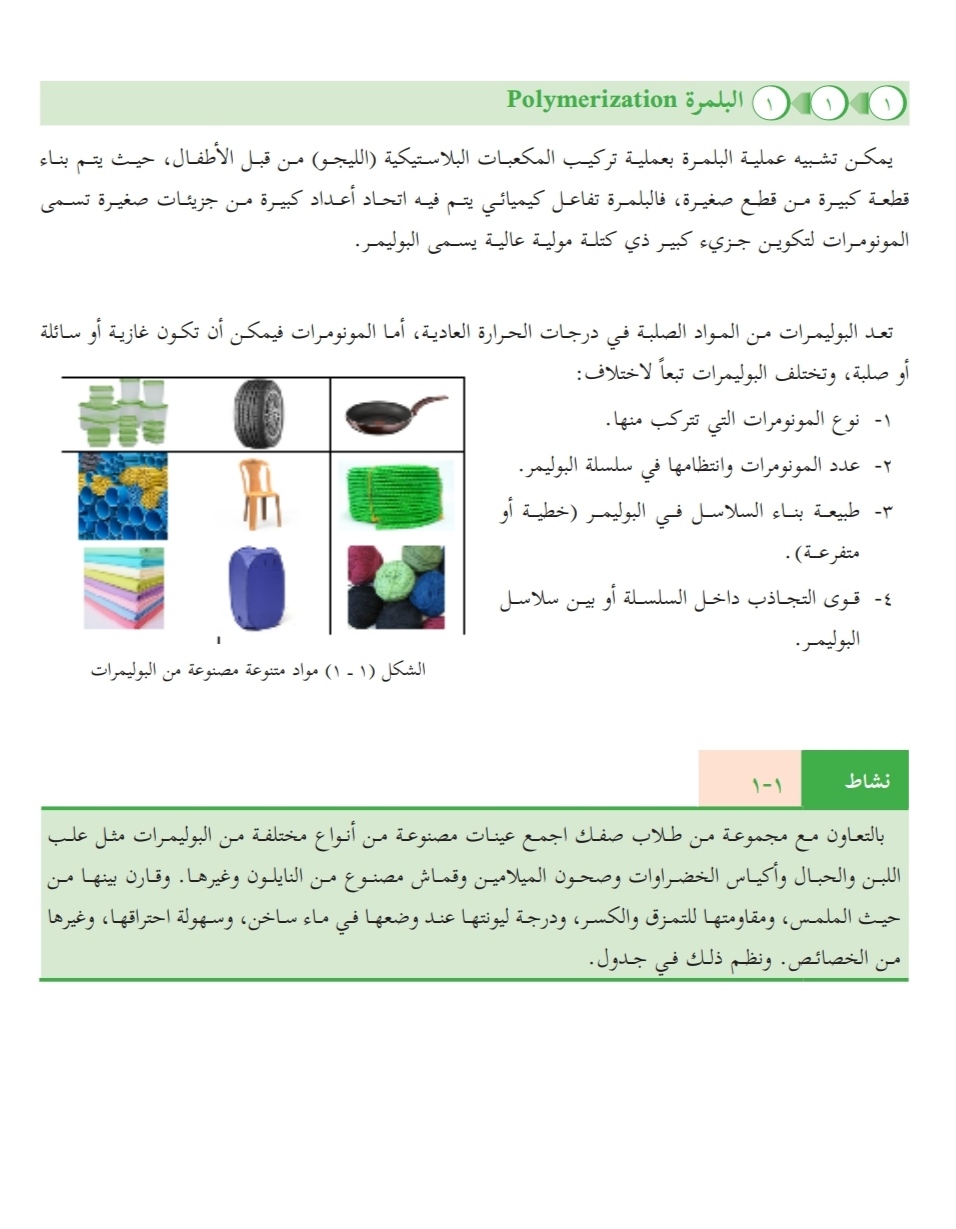 ١ ١ ١ البلمرة Polymerization
يمكن تشبيه عملية البلمرة بعملية تركيب المكعبات البلاستيكية (الليجو) من قبل الأطفال، حيث يتم بناء
قطعة كبيرة من قطع صغيرة، فالبلمرة تفاعل كيميائي يتم فيه اتحاد أعداد كبيرة من جزيئات صغيرة تسمى
المونومرات لتكوين جزيء كبير ذي كتلة مولية عالية يسمى البوليمر.
تعد البوليمرات من المواد الصلبة في درجات الحرارة العادية، أما المونومرات فيمكن أن تكون غازية أو سائلة
أو صلبة، وتختلف البوليمرات تبعاً لاختلاف:
١- نوع المونومرات التي تتركب منها.
٢- عدد المونومرات وانتظامها في سلسلة البوليمر.
٣- طبيعة بناء السلاسل في البوليمر (خطية أو
متفرعة).
٤- قوى التجاذب داخل السلسلة أو بين سلاسل
البوليمر.
الشكل (١ - ١) مواد متنوعة مصنوعة من البوليمرات
نشاط ١-١
بالتعاون مع مجموعة من طلاب صفك اجمع عينات مصنوعة من أنواع مختلفة من البوليمرات مثل علب
اللبن والحبال وأكياس الخضراوات وصحون الميلامين وقماش مصنوع من النايلون وغيرها. وقارن بينها من
حيث الملمس، ومقاومتها للتمزق والكسر، ودرجة ليونتها عند وضعها في ماء ساخن، وسهولة احتراقها، وغيرها
من الخصائص. ونظم ذلك في جدول.